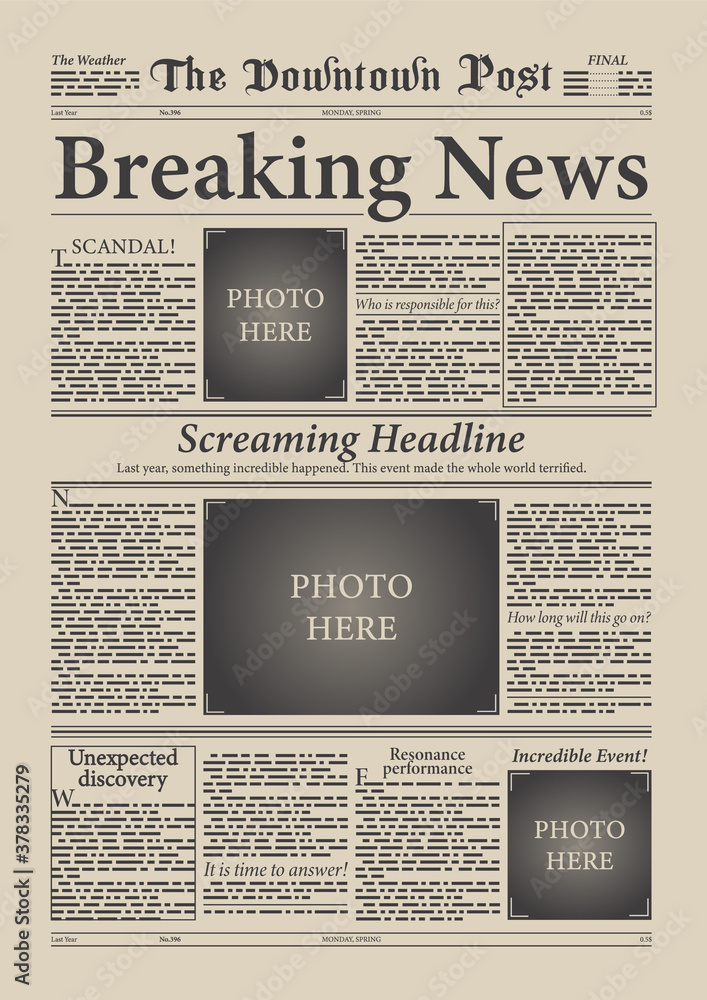 The Weather
The Downtown Post
FINAL
Last Year No.396 MONDAY, SPRING 0.5$
Breaking News
SCANDAL!
T
PHOTO
HERE
Who is responsible for this?
Screaming Headline
Last year, something incredible happened. This event made the whole world terrified.
N
PHOTO
HERE
How long will this go on?
Unexpected
discovery
W
It is time to answer!
Resonance
performance
F
Incredible Event!
PHOTO
HERE
Last Year No.396 MONDAY, SPRING 0.5$
Adobe Stock | #378335279